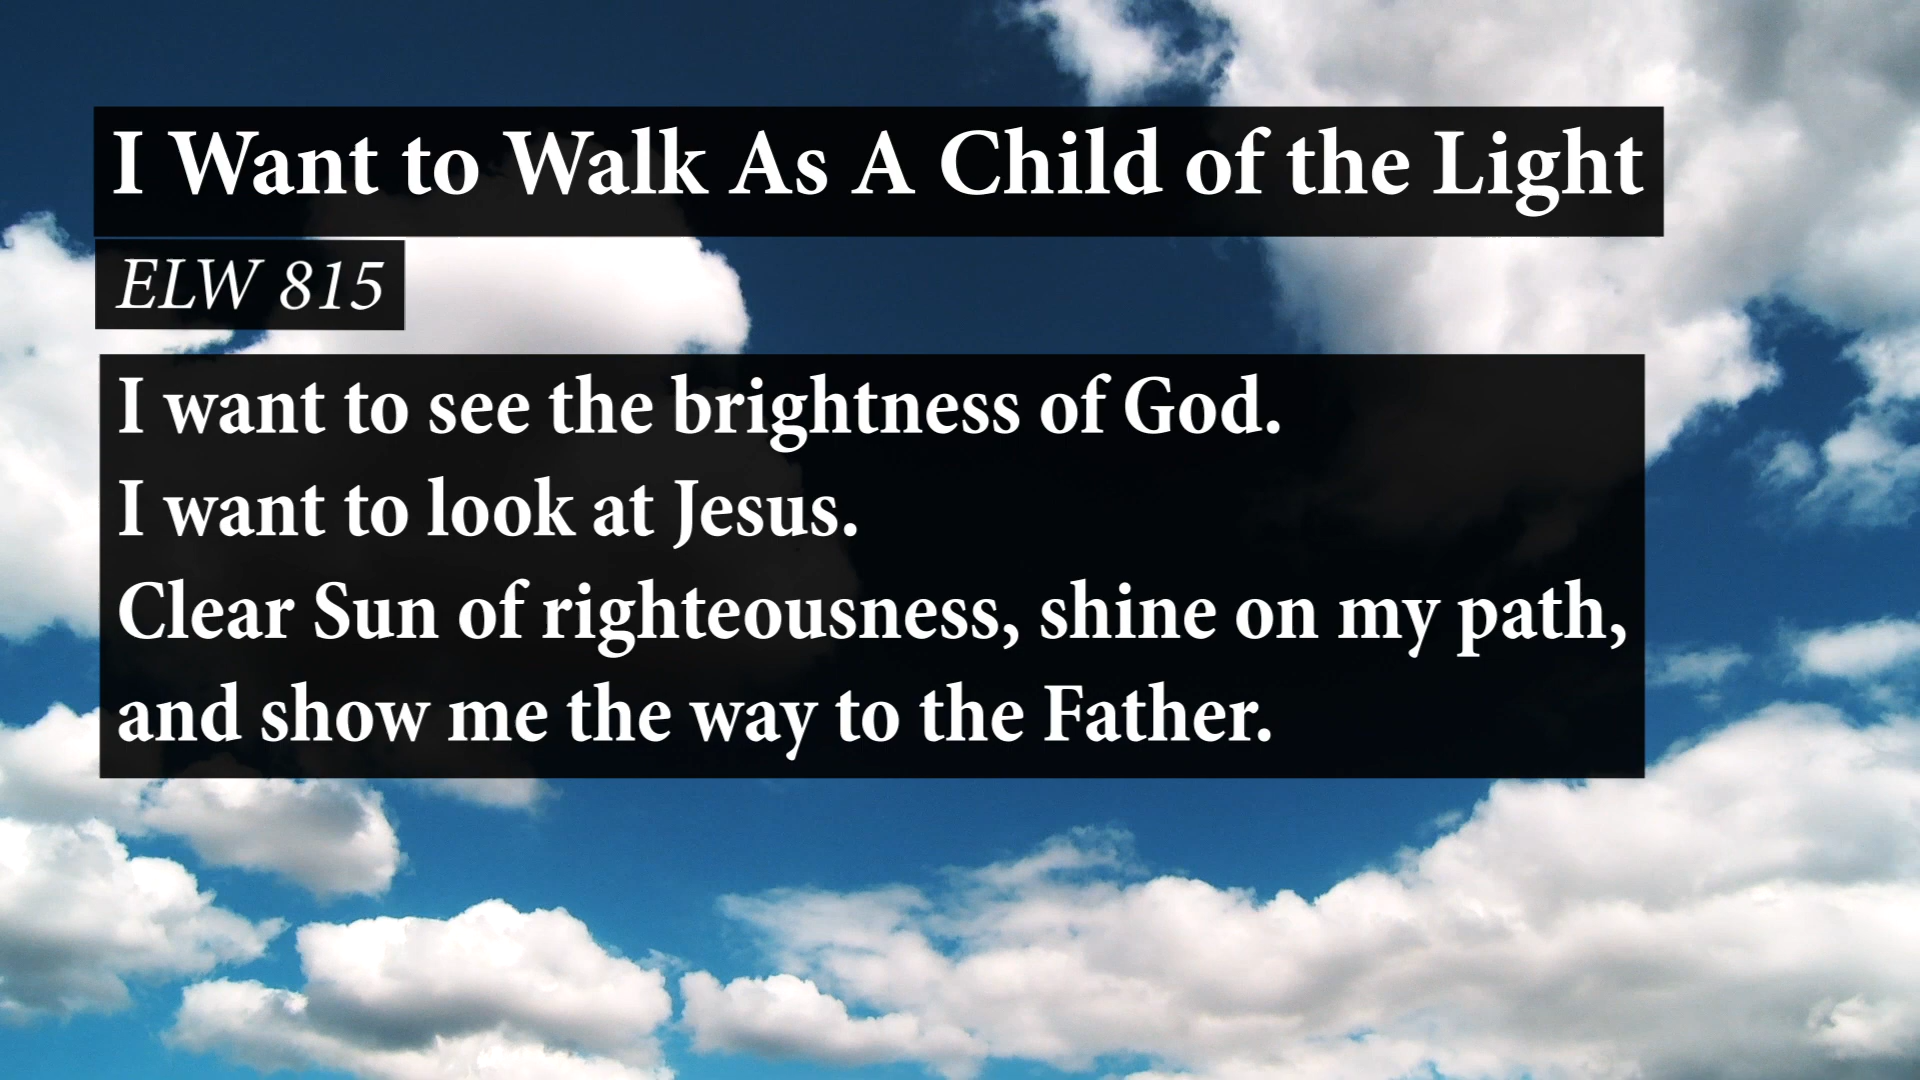 I Want to Walk As A Child of the Light
ELW 815
I want to see the brightness of God.
I want to look at Jesus.
Clear Sun of righteousness, shine on my path,
and show me the way to the Father.